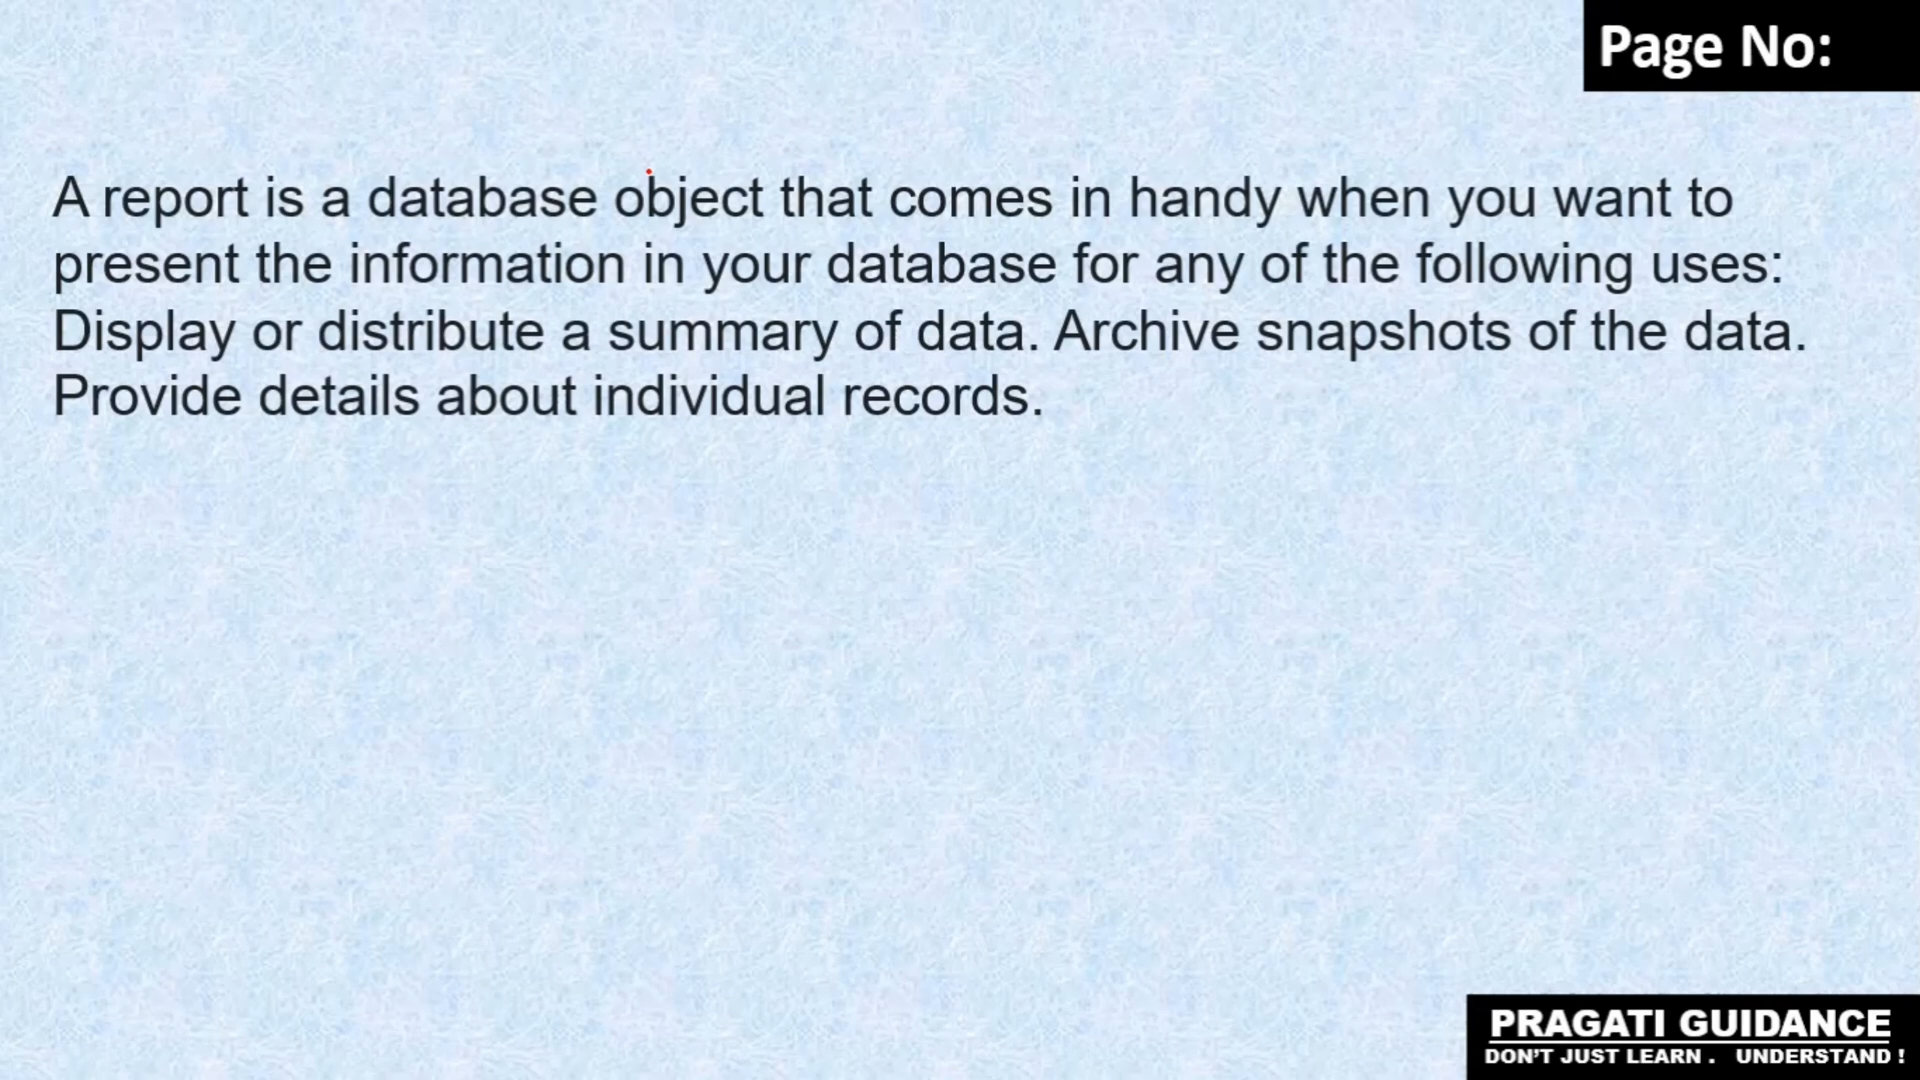 Page No:
A report is a database object that comes in handy when you want to
present the information in your database for any of the following uses:
Display or distribute a summary of data. Archive snapshots of the data.
Provide details about individual records.
PRAGATI GUIDANCE
DON'T JUST LEARN . UNDERSTAND !